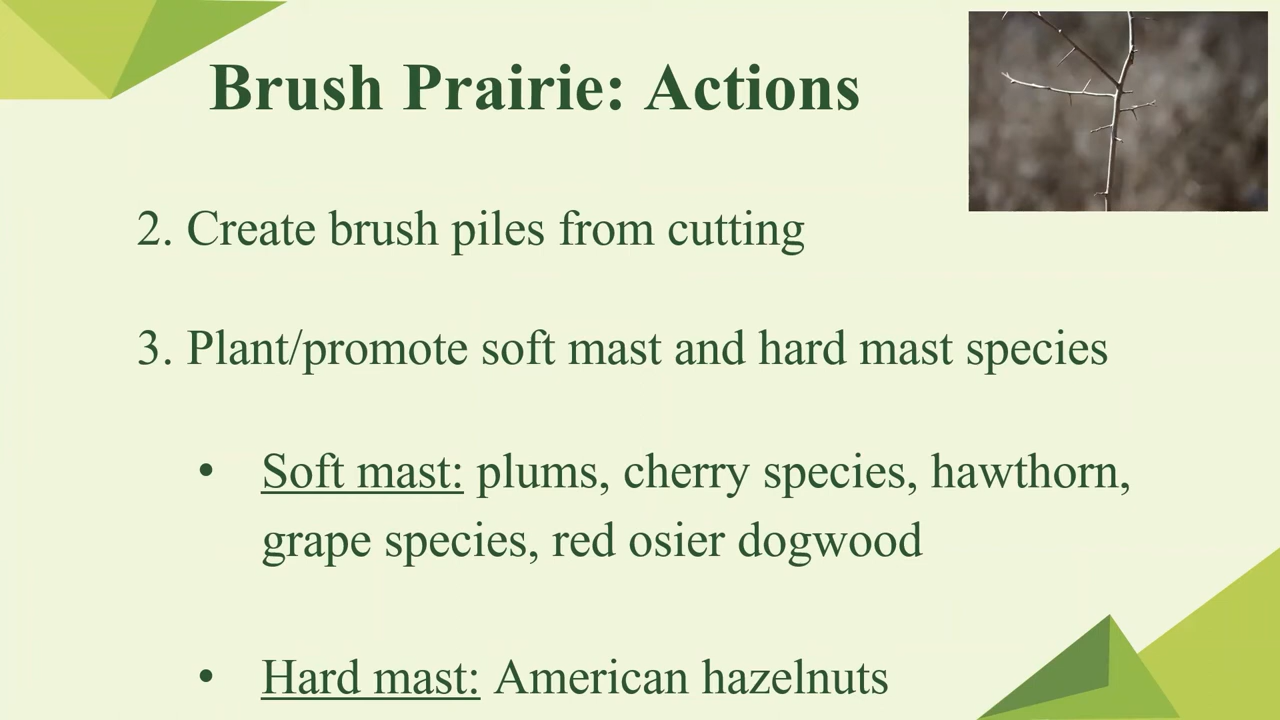 Brush Prairie: Actions
2. Create brush piles from cutting
3. Plant/promote soft mast and hard mast species
• Soft mast: plums, cherry species, hawthorn,
grape species, red osier dogwood
• Hard mast: American hazelnuts